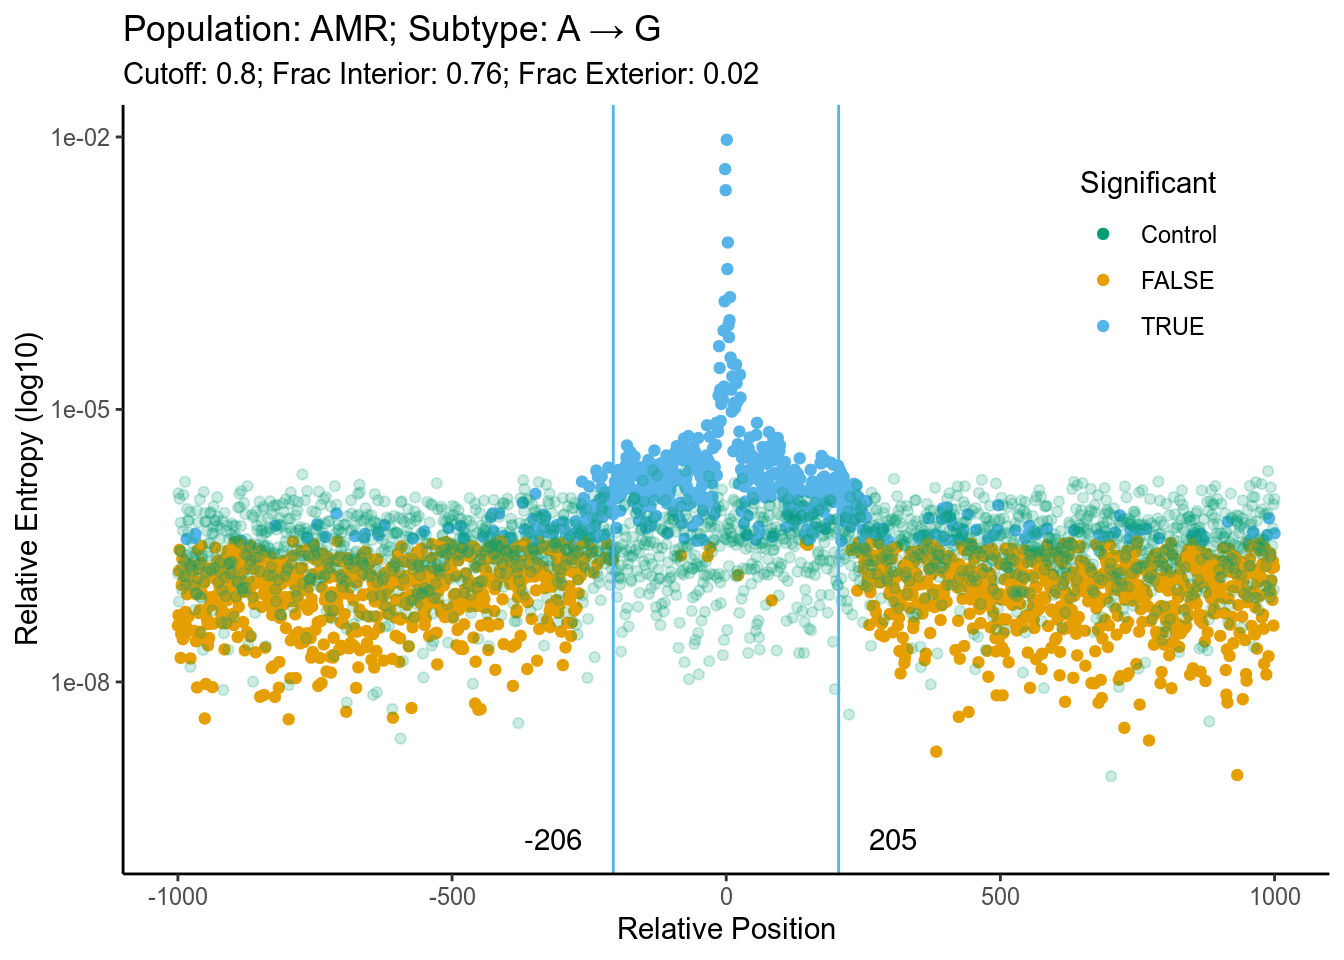 Population: AMR; Subtype: A → G
Cutoff: 0.8; Frac Interior: 0.76; Frac Exterior: 0.02
1e-02
1e-05
1e-08
Relative Entropy (log10)
Significant
Control
FALSE
TRUE
-206
205
-1000
-500
0
500
1000
Relative Position